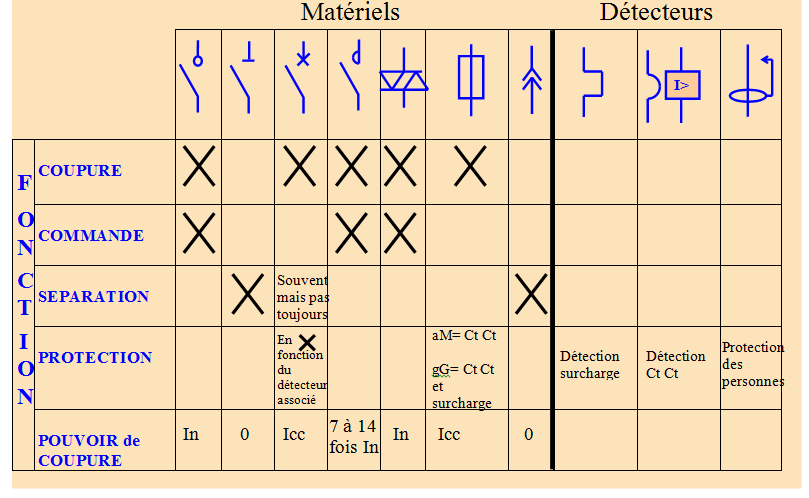 Matériels
Détecteurs
I>
FONCTION
COUPURE
COMMANDE
SEPARATION
Souvent
mais pas
toujours
PROTECTION
En
fonction
du
détecteur
associé
aM= Ct Ct
gG= Ct Ct
et
surcharge
Détection
surcharge
Détection
Ct Ct
Protection
des
personnes
POUVOIR de
COUPURE
In
0
Icc
7 à 14
fois In
In
Icc
0